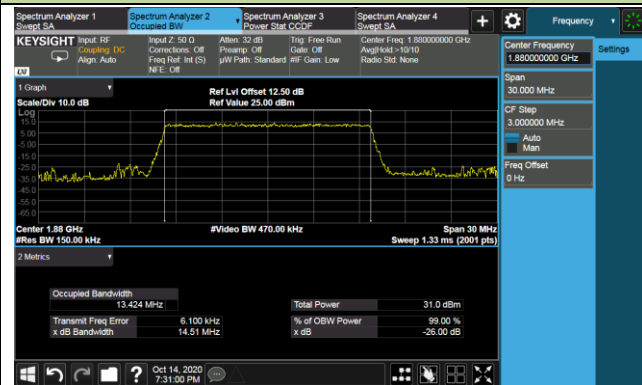 Spectrum Analyzer 1
Swept SA
Spectrum Analyzer 2
Occupied BW
Spectrum Analyzer 3
Power Stat CCDF
Spectrum Analyzer 4
Swept SA
Frequency
KEYSIGHT
Input: RF
Coupling: DC
Align: Auto
Input Z: 50 Ω
Corrections: Off
Freq Ref: Int (S)
NFE: Off
Atten: 32 dB
Preamp: Off
µW Path: Standard
Trig: Free Run
Gate: Off
#IF Gain: Low
Center Freq: 1.880000000 GHz
Avg|Hold:>10/10
Radio Std: None
LXI
Center Frequency
1.880000000 GHz
Settings
Span
30.000 MHz
CF Step
3.000000 MHz
Auto
Man
Freq Offset
0 Hz
1 Graph
Scale/Div 10.0 dB
Ref Lvl Offset 12.50 dB
Ref Value 25.00 dBm
Log
15.0
5.00
-5.00
-15.0
-25.0
-35.0
-45.0
-55.0
-65.0
Center 1.88 GHz
#Res BW 150.00 kHz
#Video BW 470.00 kHz
Span 30 MHz
Sweep 1.33 ms (2001 pts)
2 Metrics
Occupied Bandwidth
13.424 MHz
Total Power 31.0 dBm
Transmit Freq Error 6.100 kHz
% of OBW Power 99.00 %
x dB Bandwidth 14.51 MHz
x dB -26.00 dB
?
Oct 14, 2020
7:31:00 PM